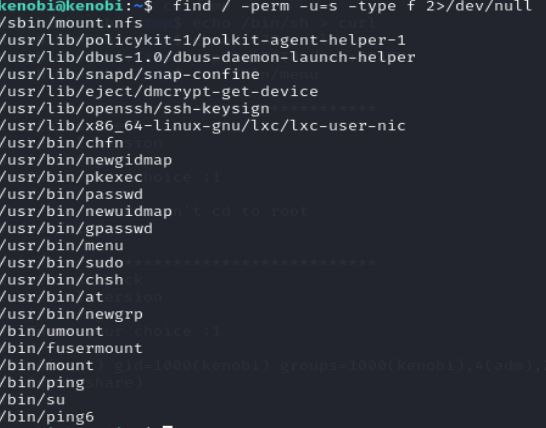 kenobi@kenobi:~$ find / -perm -u=s -type f 2>/dev/null
/sbin/mount.nfs
/usr/lib/policykit-1/polkit-agent-helper-1
/usr/lib/dbus-1.0/dbus-daemon-launch-helper
/usr/lib/snapd/snap-confine
/usr/lib/eject/dmcrypt-get-device
/usr/lib/openssh/ssh-keysign
/usr/lib/x86_64-linux-gnu/lxc/lxc-user-nic
/usr/bin/chfn
/usr/bin/newgidmap
/usr/bin/pkexec
/usr/bin/passwd
/usr/bin/newuidmap
/usr/bin/gpasswd
/usr/bin/menu
/usr/bin/sudo
/usr/bin/chsh
/usr/bin/at
/usr/bin/newgrp
/bin/umount
/bin/fusermount
/bin/mount
/bin/ping
/bin/su
/bin/ping6